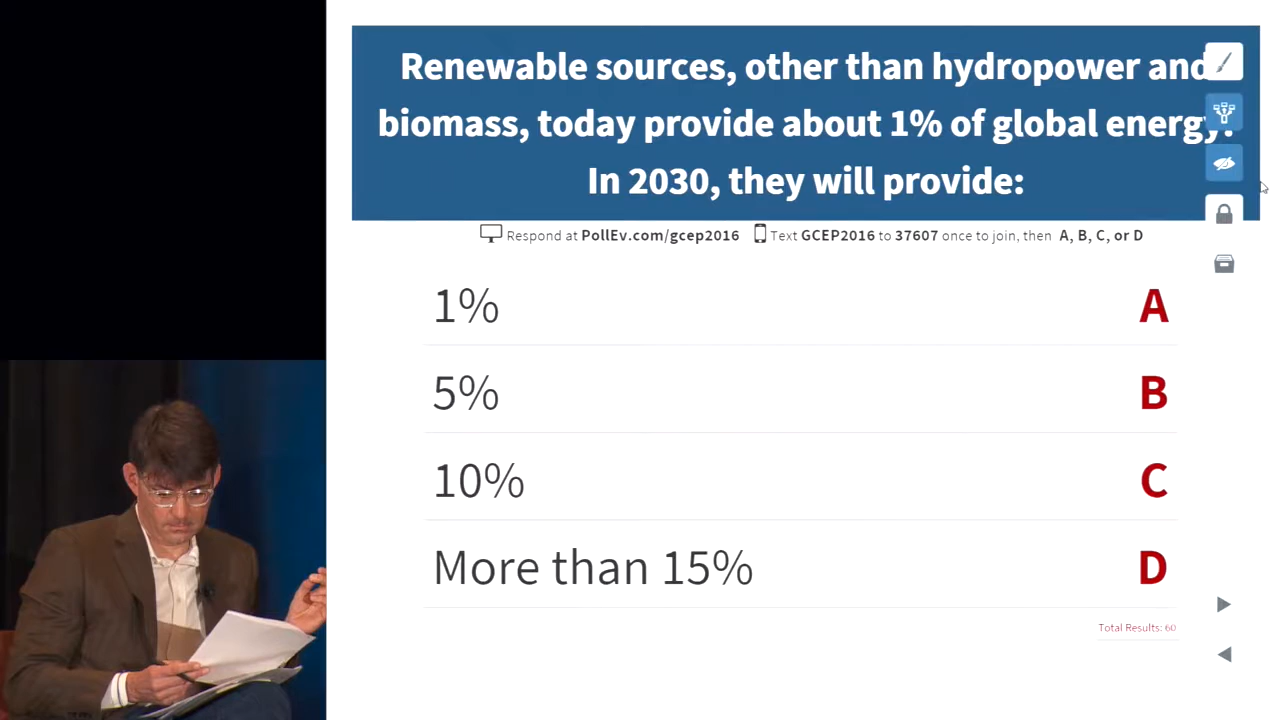 Renewable sources, other than hydropower and
biomass, today provide about 1% of global energy.
In 2030, they will provide:
Respond at PollEv.com/gcep2016 Text GCEP2016 to 37607 once to join, then A, B, C, or D
1% A
5% B
10% C
More than 15% D
Total Results: 60